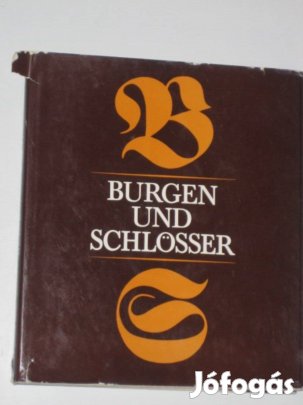 B
BURGEN
UND
SCHLÖSSER
S
Jófogás